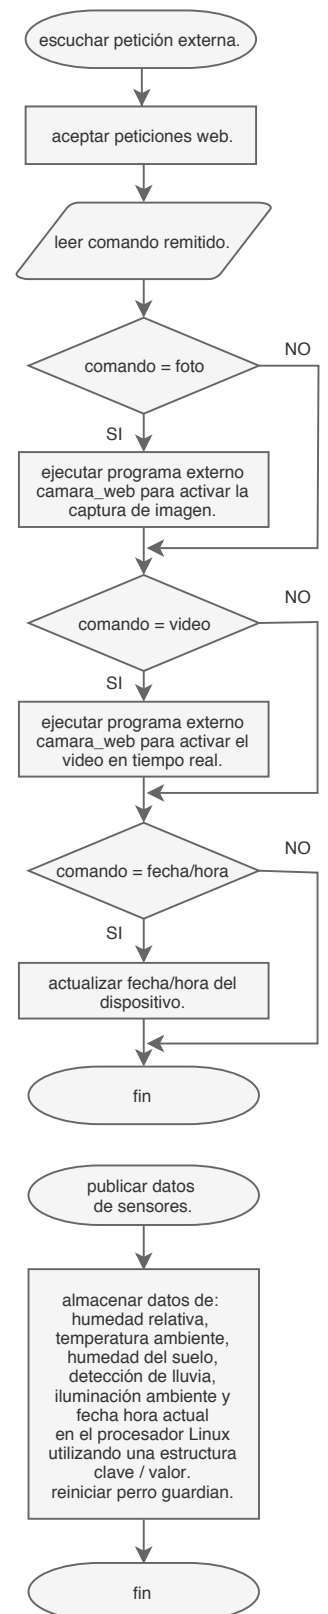 escuchar petición externa.
aceptar peticiones web.
leer comando remitido.
comando = foto
NO
SI
ejecutar programa externo
camara_web para activar la
captura de imagen.
comando = video
NO
SI
ejecutar programa externo
camara_web para activar el
video en tiempo real.
comando = fecha/hora
NO
SI
actualizar fecha/hora del
dispositivo.
fin
publicar datos
de sensores.
almacenar datos de:
humedad relativa,
temperatura ambiente,
humedad del suelo,
detección de lluvia,
iluminación ambiente y
fecha hora actual
en el procesador Linux
utilizando una estructura
clave / valor.
reiniciar perro guardian.
fin